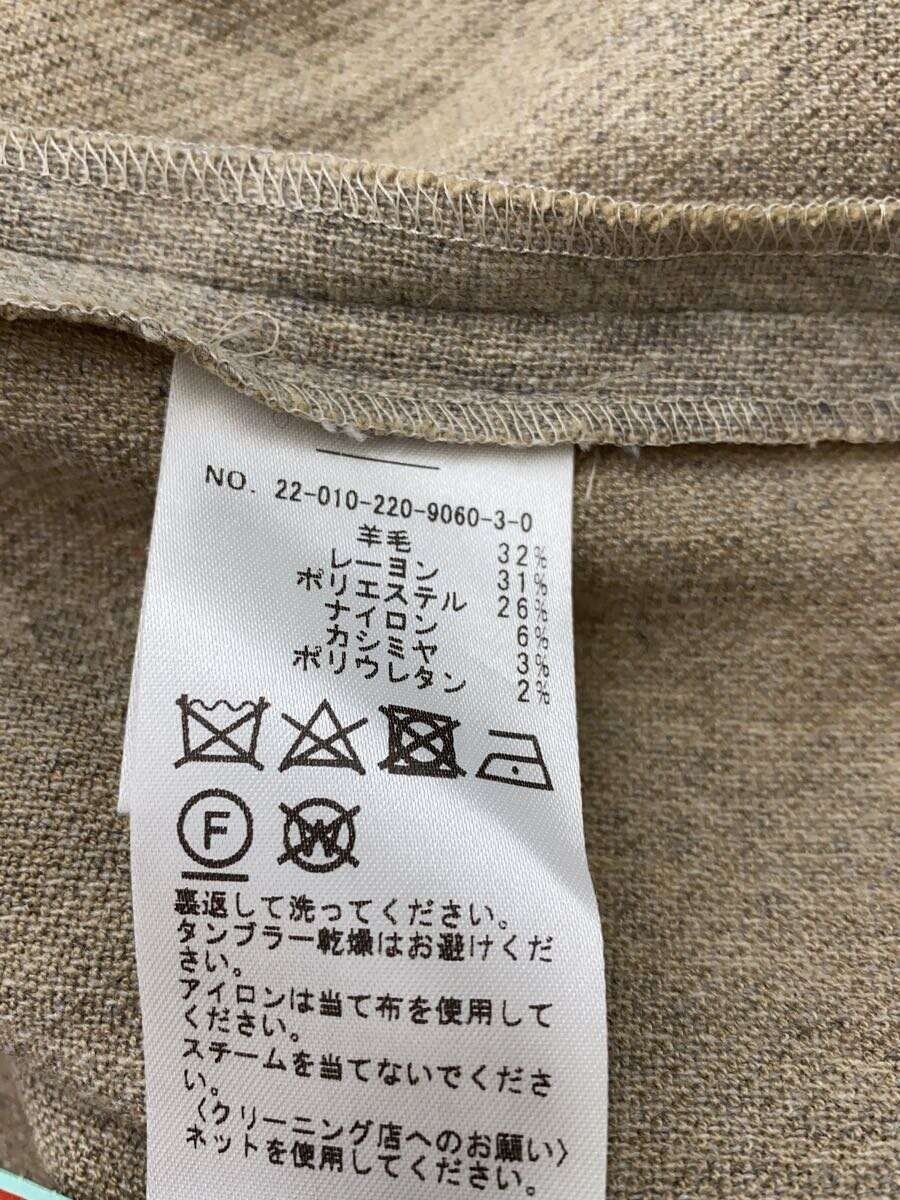 NO. 22-010-220-9060-3-0
羊毛 32%
レーヨン 31%
ポリエステル 26%
ナイロン 6%
カシミヤ 3%
ポリウレタン 2%
F W
裏返して洗ってください。
タンブラー乾燥はお避けくだ
さい。
アイロンは当て布を使用して
ください。
スチームを当てないでくださ
い。
〈クリーニング店へのお願い〉
ネットを使用してください。